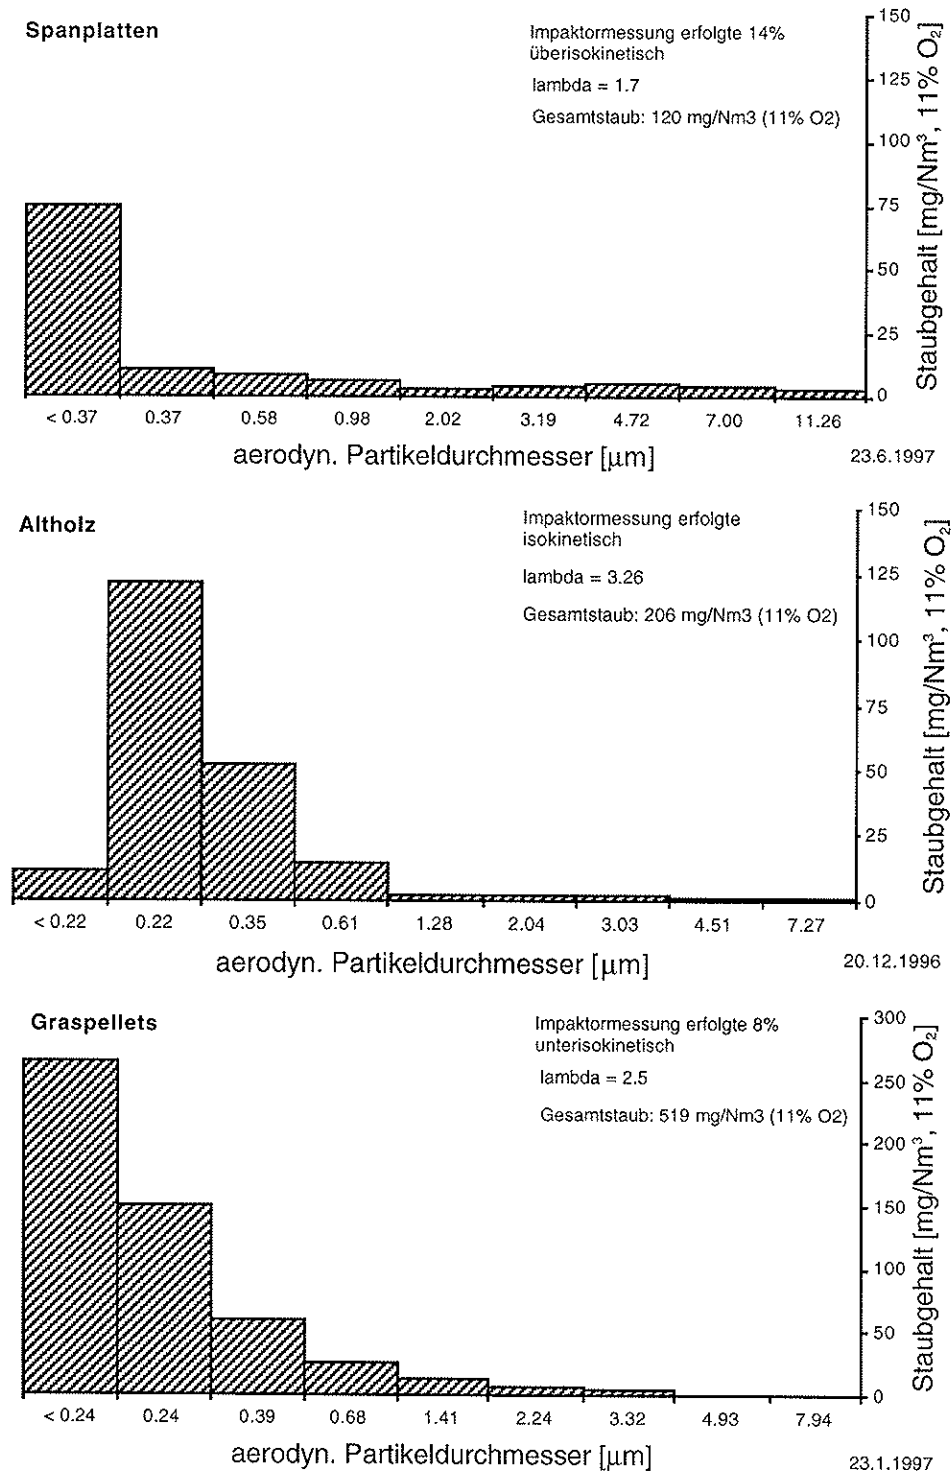 Spanplatten
Impaktormessung erfolgte 14%
überisokinetisch
lambda = 1.7
Gesamtstaub: 120 mg/Nm3 (11% O2)
150
125
100
75
50
25
0
Staubgehalt [mg/Nm³, 11% O₂]
< 0.37 0.37 0.58 0.98 2.02 3.19 4.72 7.00 11.26
aerodyn. Partikeldurchmesser [µm]
23.6.1997
Altholz
Impaktormessung erfolgte
isokinetisch
lambda = 3.26
Gesamtstaub: 206 mg/Nm3 (11% O2)
150
125
100
75
50
25
0
Staubgehalt [mg/Nm³, 11% O₂]
< 0.22 0.22 0.35 0.61 1.28 2.04 3.03 4.51 7.27
aerodyn. Partikeldurchmesser [µm]
20.12.1996
Graspellets
Impaktormessung erfolgte 8%
unterisokinetisch
lambda = 2.5
Gesamtstaub: 519 mg/Nm3 (11% O2)
300
250
200
150
100
50
0
Staubgehalt [mg/Nm³, 11% O₂]
< 0.24 0.24 0.39 0.68 1.41 2.24 3.32 4.93 7.94
aerodyn. Partikeldurchmesser [µm]
23.1.1997